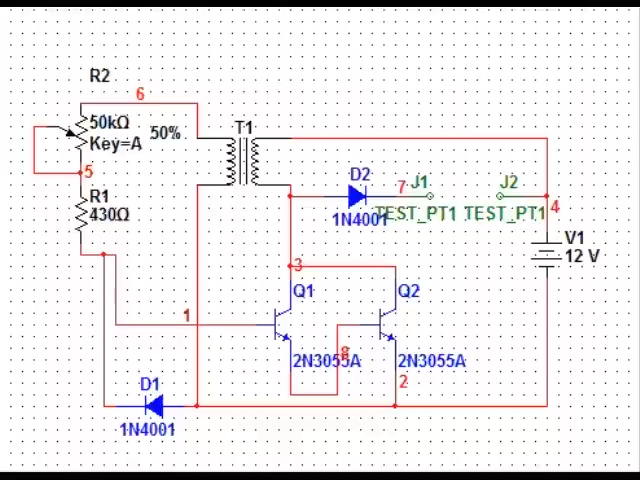 R2
6
50kΩ
Key=A
50%
T1
5
R1
430Ω
D2
7
J1
J2
1N4001
TEST_PT1
TEST_PT1
4
V1
12 V
3
Q1
Q2
1
2N3055A
8
2N3055A
D1
2
1N4001